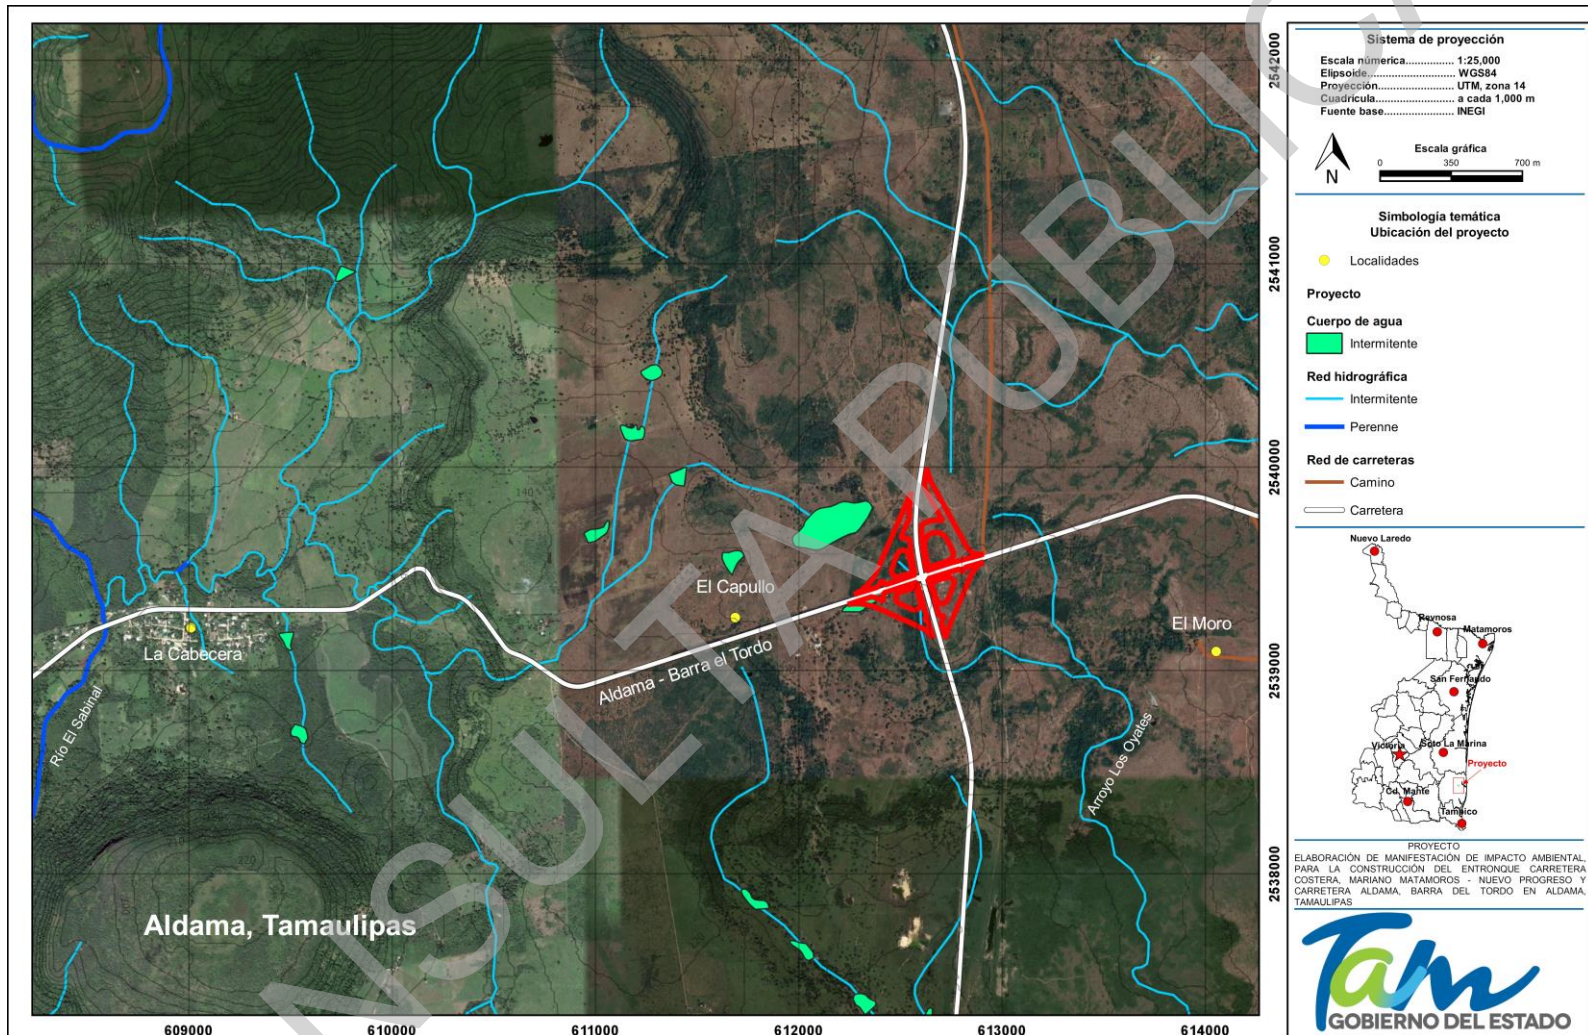 Sistema de proyección
Escala númerica............... 1:25,000
Elipsoide........................ WGS84
Proyección..................... UTM, zona 14
Cuadrícula..................... a cada 1,000 m
Fuente base................... INEGI
Escala gráfica
0 350 700 m
N
Simbología temática
Ubicación del proyecto
Localidades
Proyecto
Cuerpo de agua
Intermitente
Red hidrográfica
Intermitente
Perenne
Red de carreteras
Camino
Carretera
Nuevo Laredo
Reynosa
Matamoros
San Fernando
Victoria
Soto La Marina
Proyecto
Cd. Mante
Tampico
PROYECTO
ELABORACIÓN DE MANIFESTACIÓN DE IMPACTO AMBIENTAL,
PARA LA CONSTRUCCIÓN DEL ENTRONQUE CARRETERA
COSTERA, MARIANO MATAMOROS - NUEVO PROGRESO Y
CARRETERA ALDAMA, BARRA DEL TORDO EN ALDAMA,
TAMAULIPAS
Tam
GOBIERNO DEL ESTADO
El Capullo
El Moro
La Cabecera
Aldama - Barra el Tordo
Río El Sabinal
Arroyo Los Oyates
Aldama, Tamaulipas
2542000
2541000
2540000
2539000
2538000
609000 610000 611000 612000 613000 614000
NSULTA PUBLICA